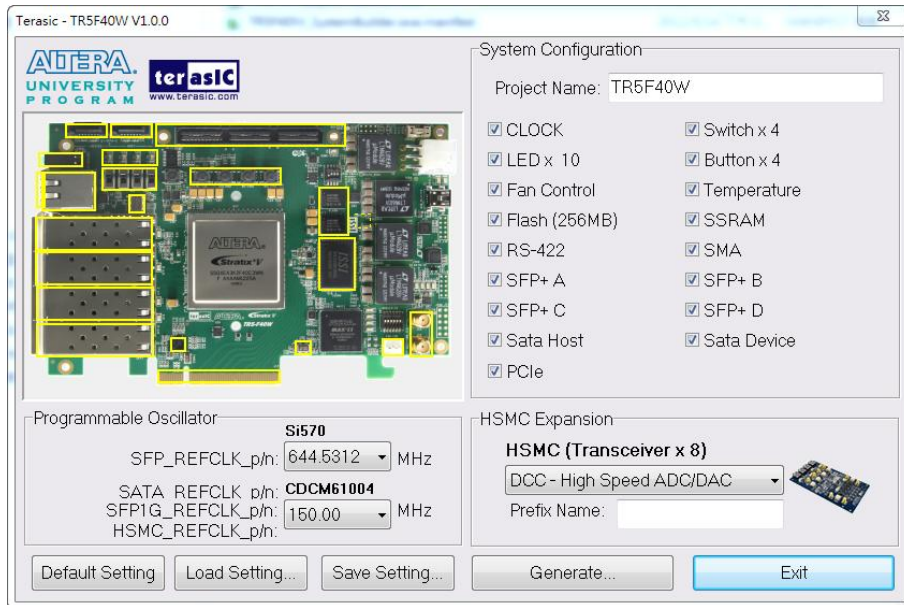 Terasic - TR5F40W V1.0.0
ALTERA
UNIVERSITY
PROGRAM
terasIC
www.terasic.com
ALTERA
Stratix V
TR5-F40W
System Configuration
Project Name: TR5F40W
CLOCK
Switch x 4
LED x 10
Button x 4
Fan Control
Temperature
Flash (256MB)
SSRAM
RS-422
SMA
SFP+ A
SFP+ B
SFP+ C
SFP+ D
Sata Host
Sata Device
PCIe
Programmable Oscillator
Si570
SFP_REFCLK_p/n: 644.5312 MHz
SATA_REFCLK_p/n: CDCM61004
SFP1G_REFCLK_p/n: 150.00 MHz
HSMC_REFCLK_p/n:
HSMC Expansion
HSMC (Transceiver x 8)
DCC - High Speed ADC/DAC
Prefix Name:
Default Setting
Load Setting...
Save Setting...
Generate...
Exit